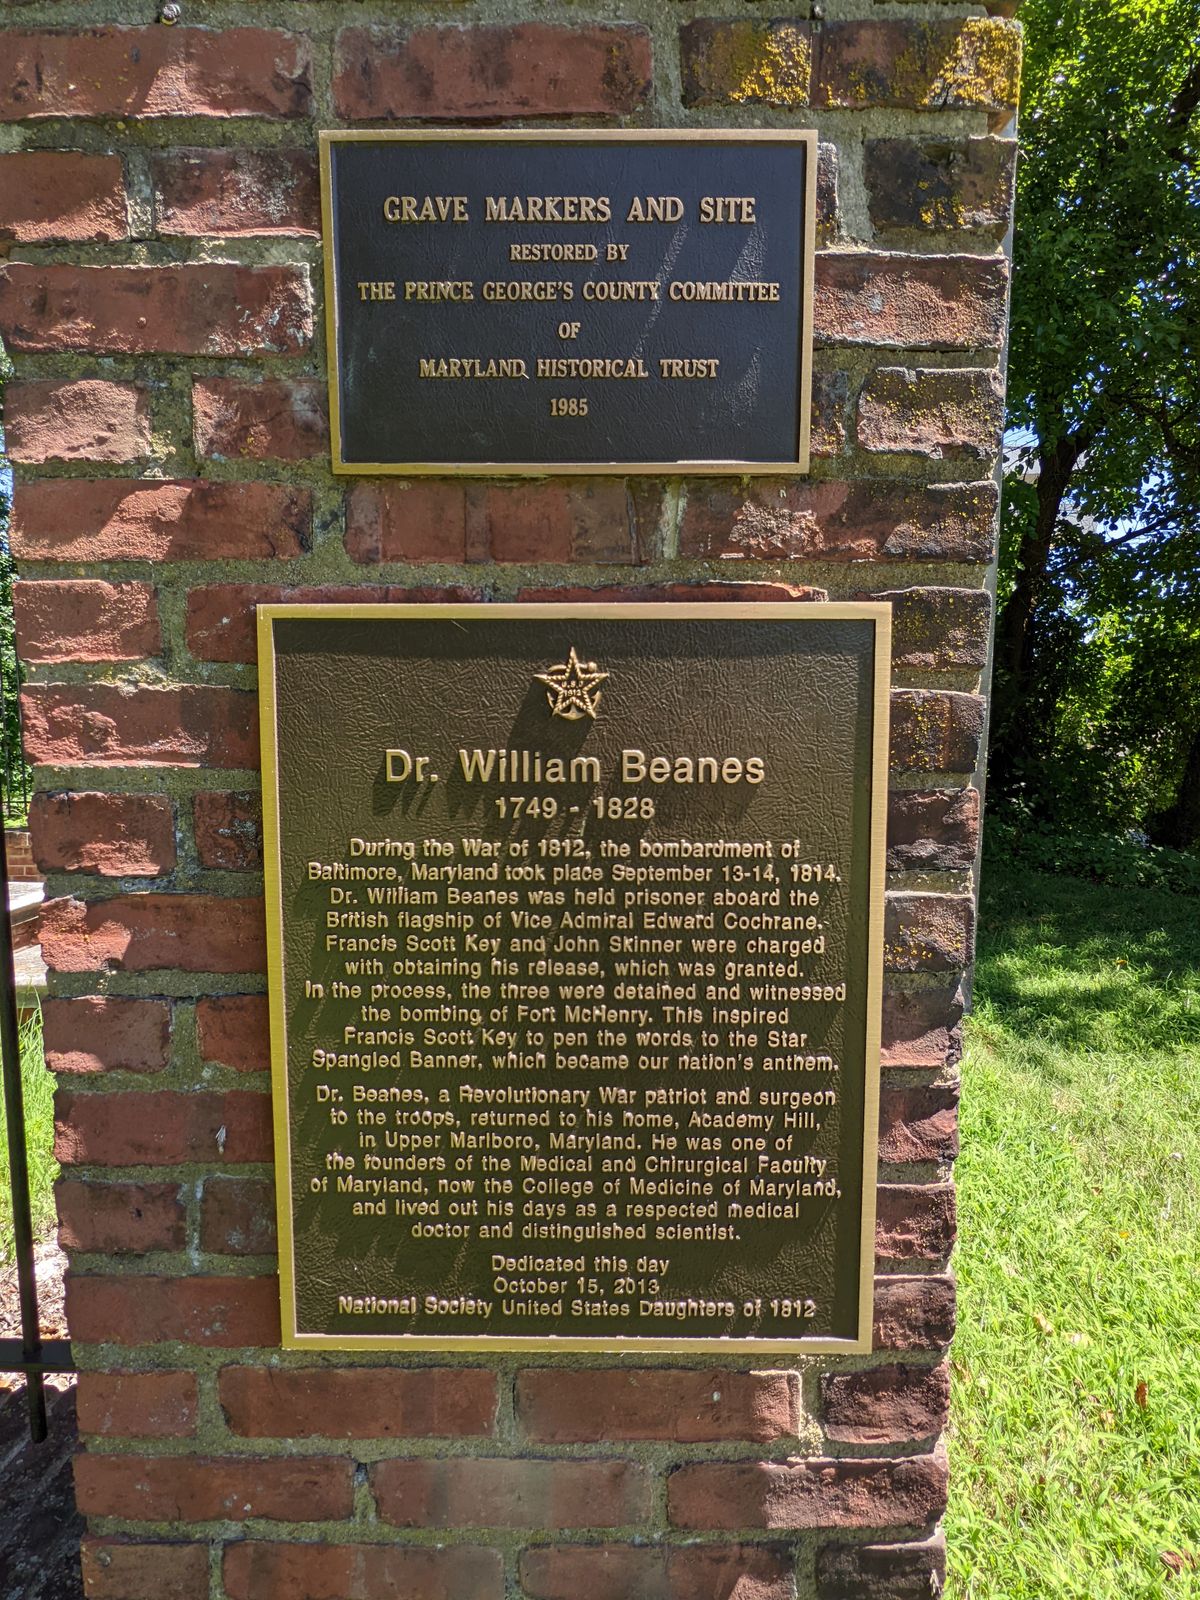 GRAVE MARKERS AND SITE
RESTORED BY
THE PRINCE GEORGE'S COUNTY COMMITTEE
OF
MARYLAND HISTORICAL TRUST
1985
Dr. William Beanes
1749 - 1828
During the War of 1812, the bombardment of
Baltimore, Maryland took place September 13-14, 1814.
Dr. William Beanes was held prisoner aboard the
British flagship of Vice Admiral Edward Cochrane.
Francis Scott Key and John Skinner were charged
with obtaining his release, which was granted.
In the process, the three were detained and witnessed
the bombing of Fort McHenry. This inspired
Francis Scott Key to pen the words to the Star
Spangled Banner, which became our nation's anthem.
Dr. Beanes, a Revolutionary War patriot and surgeon
to the troops, returned to his home, Academy Hill,
in Upper Marlboro, Maryland. He was one of
the founders of the Medical and Chirurgical Faculty
of Maryland, now the College of Medicine of Maryland,
and lived out his days as a respected medical
doctor and distinguished scientist.
Dedicated this day
October 15, 2013
National Society United States Daughters of 1812